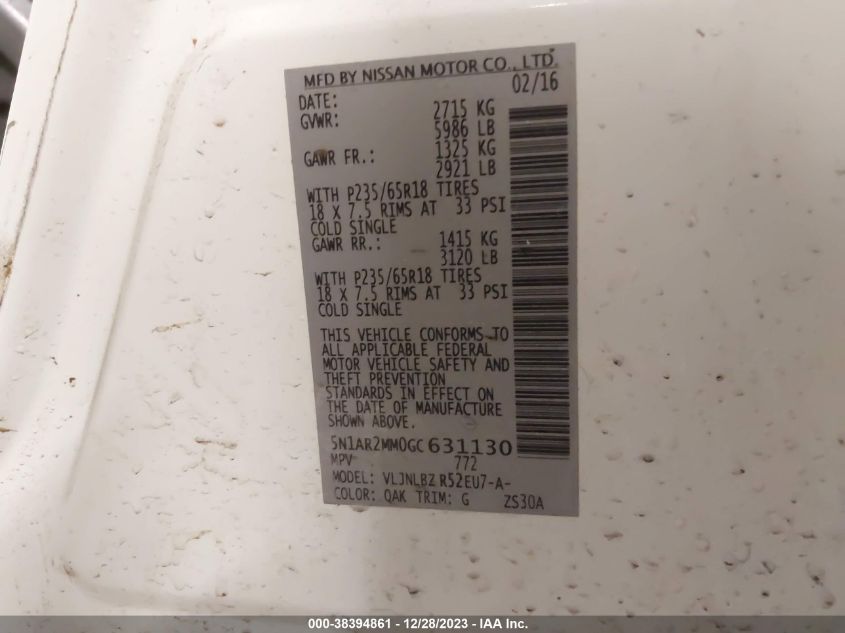 MFD BY NISSAN MOTOR CO., LTD.
DATE: 02/16
GVWR: 2715 KG
5986 LB
GAWR FR.: 1325 KG
2921 LB
WITH P235/65R18 TIRES
18 X 7.5 RIMS AT 33 PSI
COLD SINGLE
GAWR RR.: 1415 KG
3120 LB
WITH P235/65R18 TIRES
18 X 7.5 RIMS AT 33 PSI
COLD SINGLE
THIS VEHICLE CONFORMS TO
ALL APPLICABLE FEDERAL
MOTOR VEHICLE SAFETY AND
THEFT PREVENTION
STANDARDS IN EFFECT ON
THE DATE OF MANUFACTURE
SHOWN ABOVE.
5N1AR2MM0GC631130
MPV 772
MODEL: VLJNLBZ R52EU7-A-
COLOR: QAK TRIM: G ZS30A
000-38394861 - 12/28/2023 - IAA Inc.